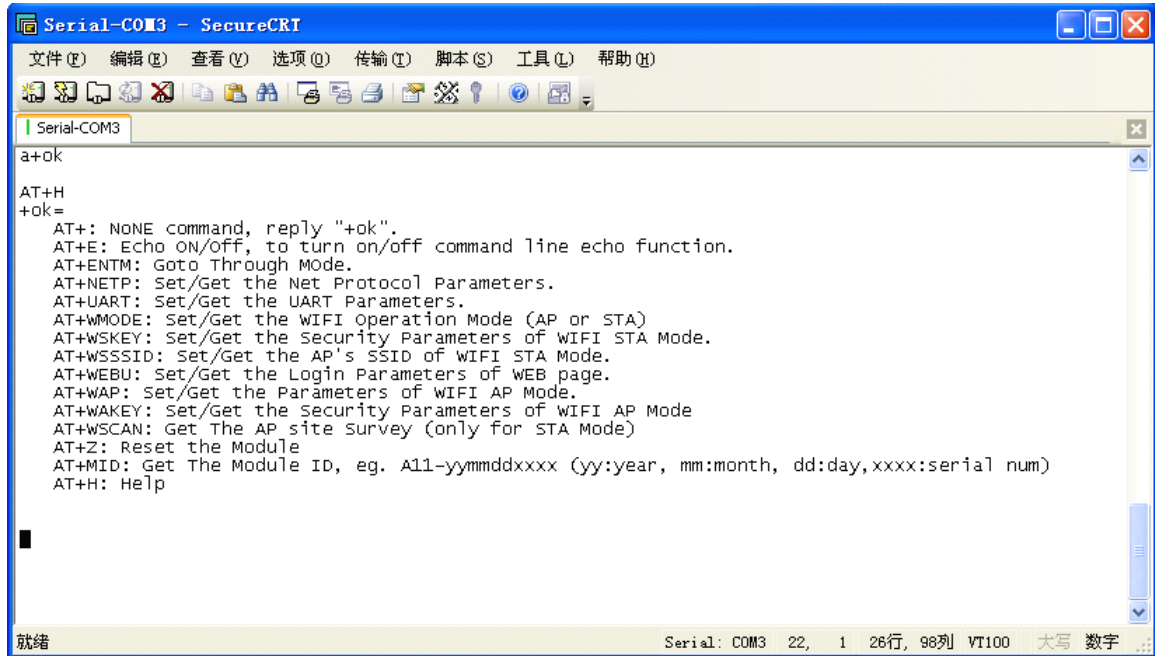 Serial-COM3 - SecureCRT
文件(F) 编辑(E) 查看(V) 选项(O) 传输(T) 脚本(S) 工具(L) 帮助(H)
Serial-COM3
a+ok
AT+H
+ok=
AT+: NONE command, reply "+ok".
AT+E: Echo ON/Off, to turn on/off command line echo function.
AT+ENTM: Goto Through MOde.
AT+NETP: Set/Get the Net Protocol Parameters.
AT+UART: Set/Get the UART Parameters.
AT+WMODE: Set/Get the WIFI Operation Mode (AP or STA)
AT+WSKEY: Set/Get the Security Parameters of WIFI STA Mode.
AT+WSSSID: Set/Get the AP's SSID of WIFI STA Mode.
AT+WEBU: Set/Get the Login Parameters of WEB page.
AT+WAP: Set/Get the Parameters of WIFI AP Mode.
AT+WAKEY: Set/Get the Security Parameters of WIFI AP Mode
AT+WSCAN: Get The AP site Survey (only for STA Mode)
AT+Z: Reset the Module
AT+MID: Get The Module ID, eg. A11-yymmddxxxx (yy:year, mm:month, dd:day,xxxx:serial num)
AT+H: Help
就绪 Serial: COM3 22, 1 26行, 98列 VT100 大写 数字